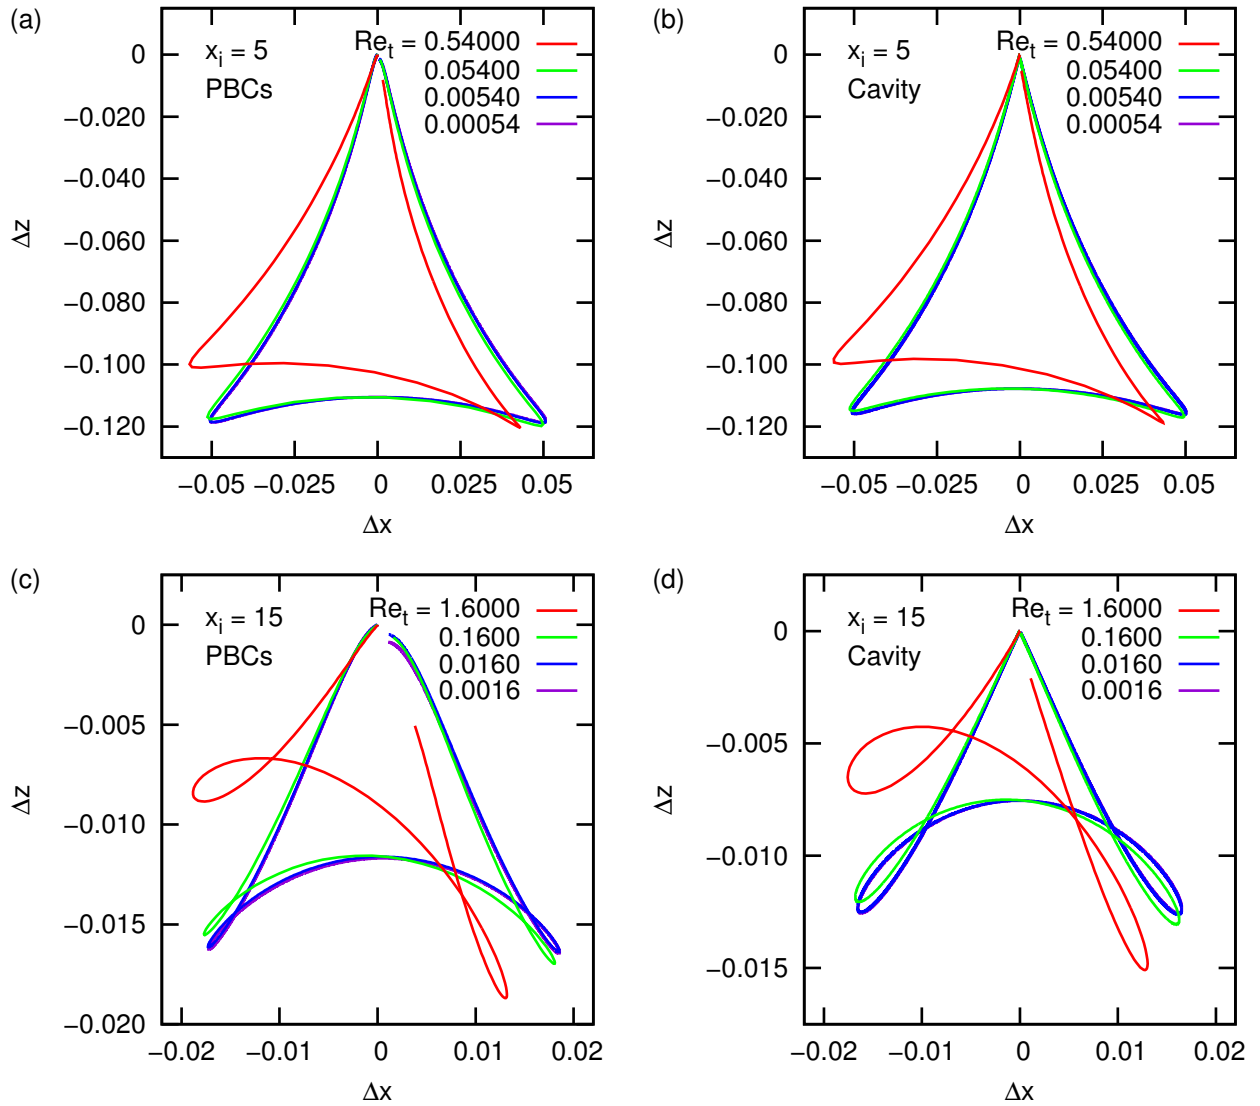 (a)
x_i = 5
PBCs
Re_t = 0.54000
0.05400
0.00540
0.00054
0
−0.020
−0.040
−0.060
−0.080
−0.100
−0.120
Δz
−0.05 −0.025 0 0.025 0.05
Δx
(b)
x_i = 5
Cavity
Re_t = 0.54000
0.05400
0.00540
0.00054
0
−0.020
−0.040
−0.060
−0.080
−0.100
−0.120
Δz
−0.05 −0.025 0 0.025 0.05
Δx
(c)
x_i = 15
PBCs
Re_t = 1.6000
0.1600
0.0160
0.0016
0
−0.005
−0.010
−0.015
−0.020
Δz
−0.02 −0.01 0 0.01 0.02
Δx
(d)
x_i = 15
Cavity
Re_t = 1.6000
0.1600
0.0160
0.0016
0
−0.005
−0.010
−0.015
Δz
−0.02 −0.01 0 0.01 0.02
Δx